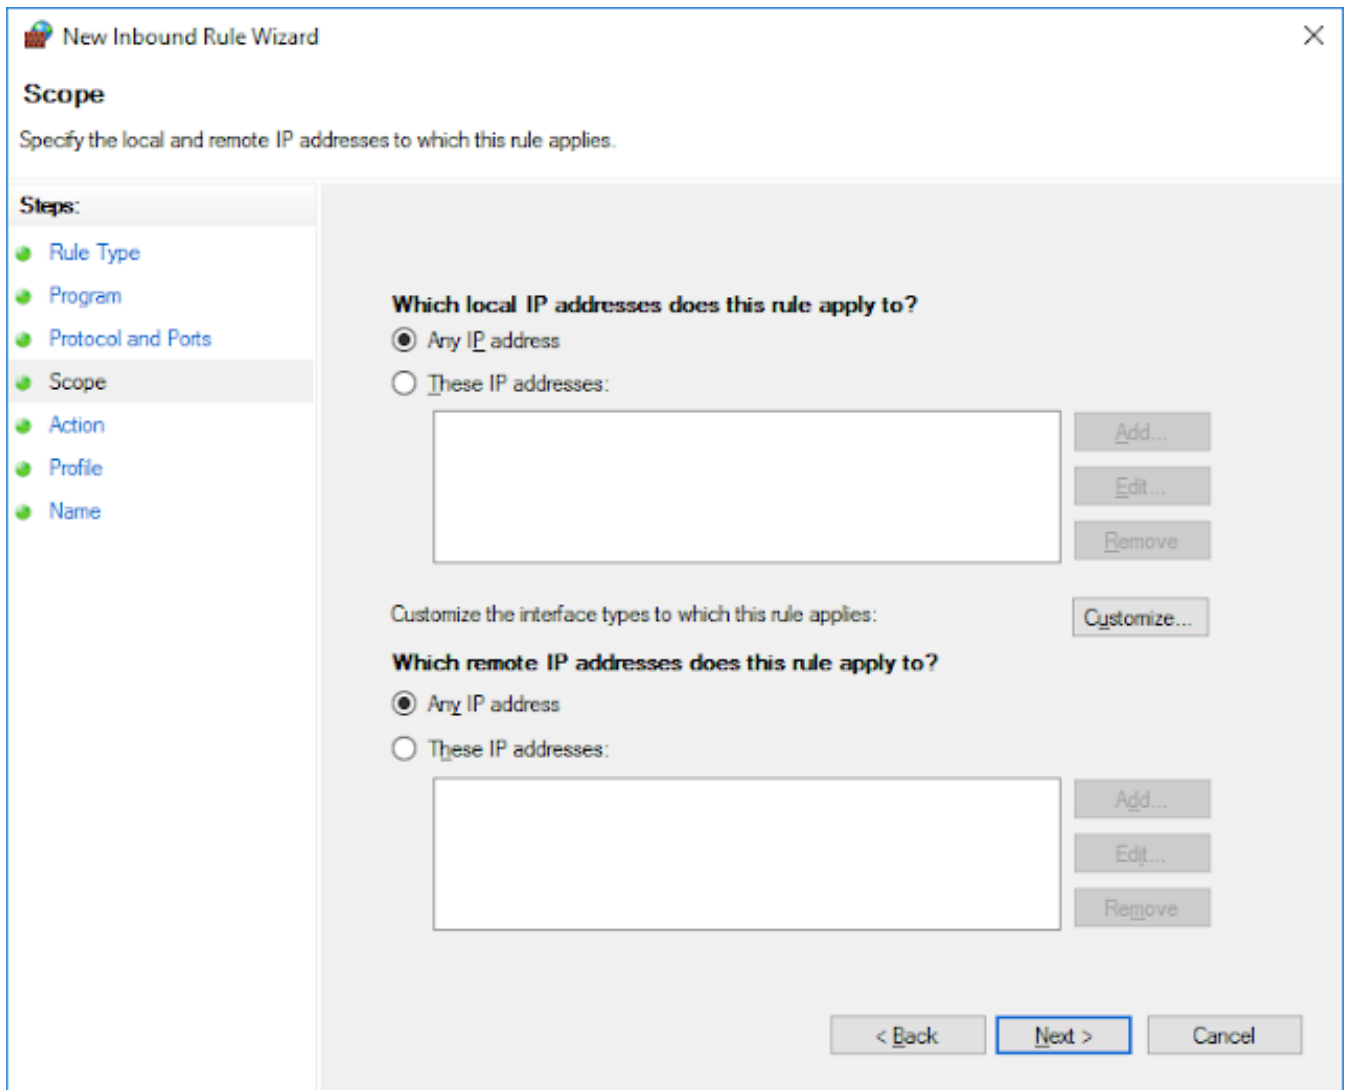 New Inbound Rule Wizard
Scope
Specify the local and remote IP addresses to which this rule applies.
Steps:
Rule Type
Program
Protocol and Ports
Scope
Action
Profile
Name
Which local IP addresses does this rule apply to?
Any IP address
These IP addresses:
Add...
Edit...
Remove
Customize the interface types to which this rule applies:
Customize...
Which remote IP addresses does this rule apply to?
Any IP address
These IP addresses:
Add...
Edit...
Remove
< Back
Next >
Cancel